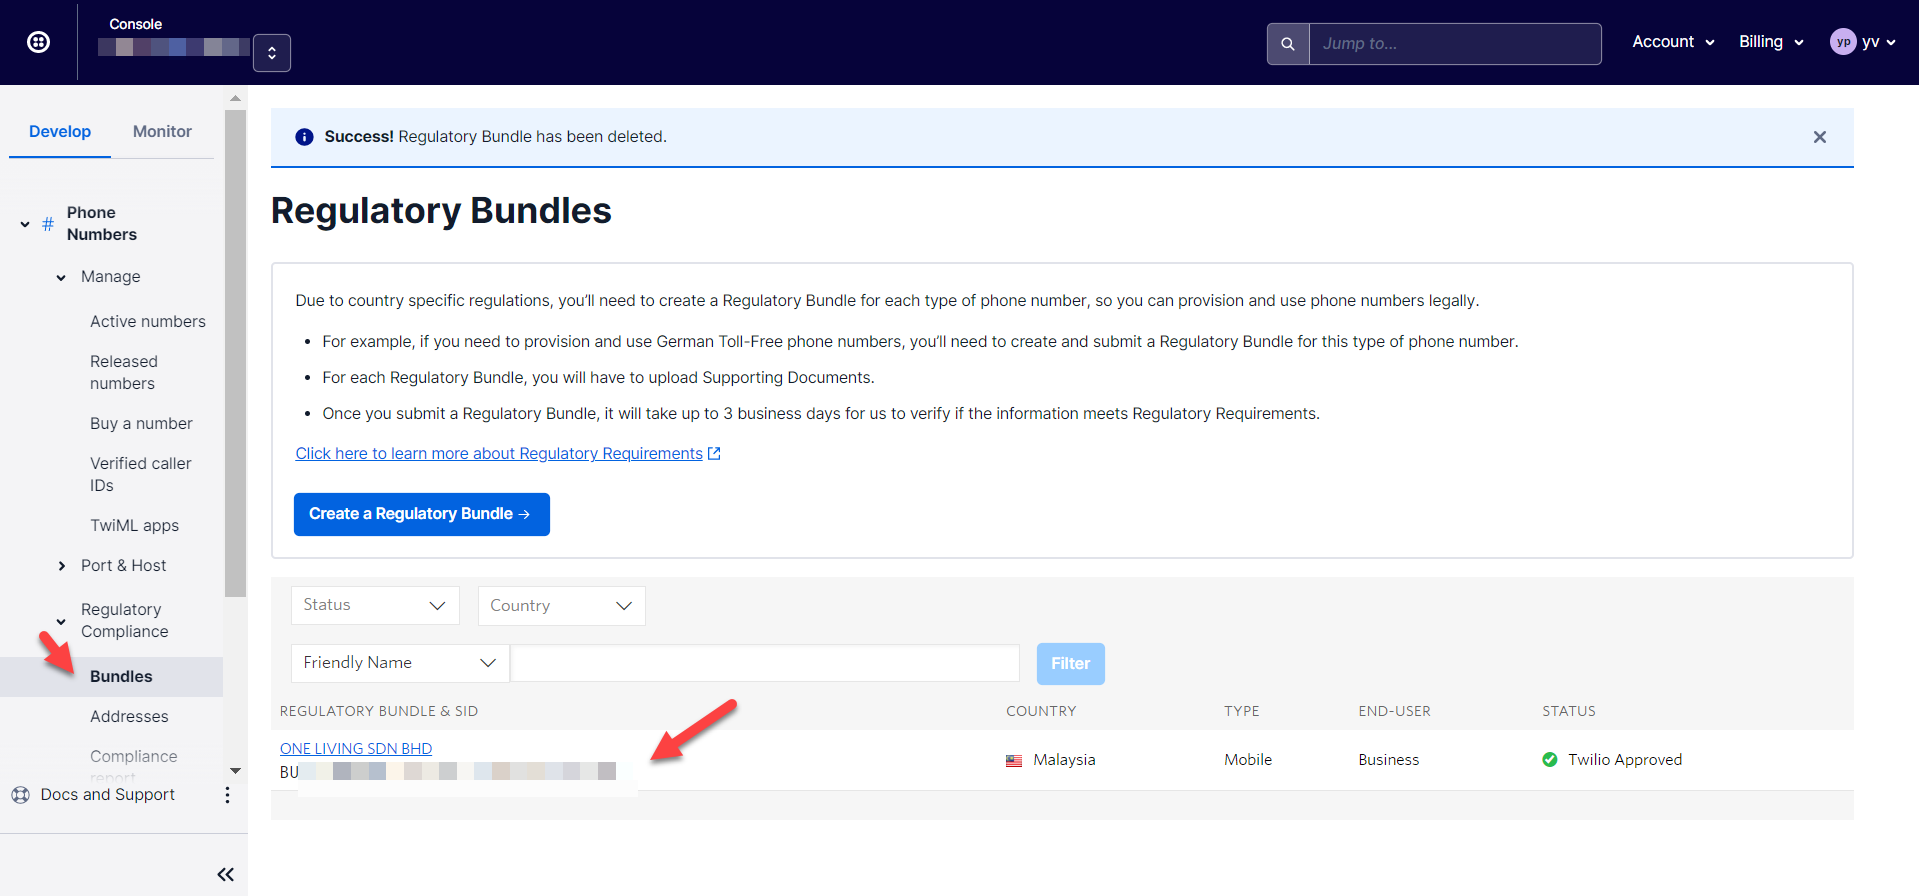 Console
Jump to...
Account
Billing
yp
yv
Develop
Monitor
Success! Regulatory Bundle has been deleted.
Regulatory Bundles
# Phone
Numbers
Manage
Active numbers
Released
numbers
Buy a number
Verified caller
IDs
TwiML apps
Port & Host
Regulatory
Compliance
Bundles
Addresses
Compliance
report
Docs and Support
Due to country specific regulations, you'll need to create a Regulatory Bundle for each type of phone number, so you can provision and use phone numbers legally.
• For example, if you need to provision and use German Toll-Free phone numbers, you'll need to create and submit a Regulatory Bundle for this type of phone number.
• For each Regulatory Bundle, you will have to upload Supporting Documents.
• Once you submit a Regulatory Bundle, it will take up to 3 business days for us to verify if the information meets Regulatory Requirements.
Click here to learn more about Regulatory Requirements
Create a Regulatory Bundle →
Status
Country
Friendly Name
Filter
REGULATORY BUNDLE & SID COUNTRY TYPE END-USER STATUS
ONE LIVING SDN BHD
BU
Malaysia Mobile Business Twilio Approved